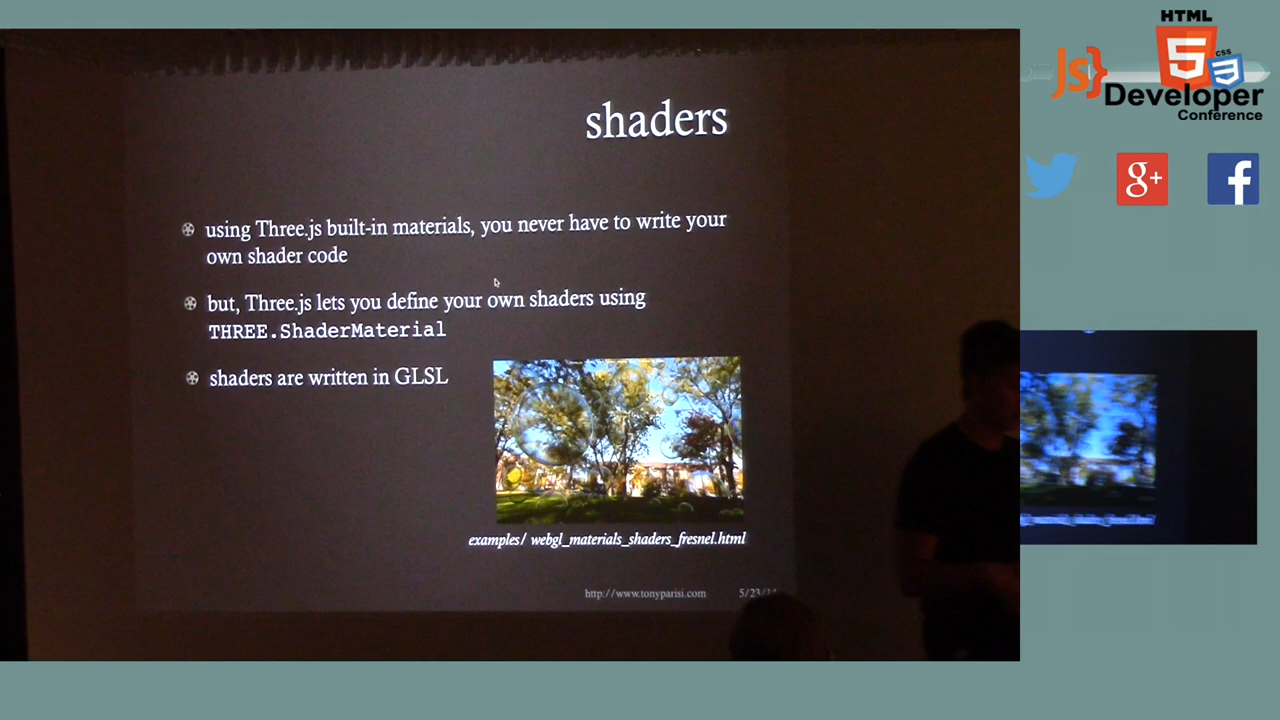 shaders
using Three.js built-in materials, you never have to write your
own shader code
but, Three.js lets you define your own shaders using
THREE.ShaderMaterial
shaders are written in GLSL
examples/ webgl_materials_shaders_fresnel.html
http://www.tonyparisi.com
HTML
5
css
3
JS}
Developer
Conference
g+
f